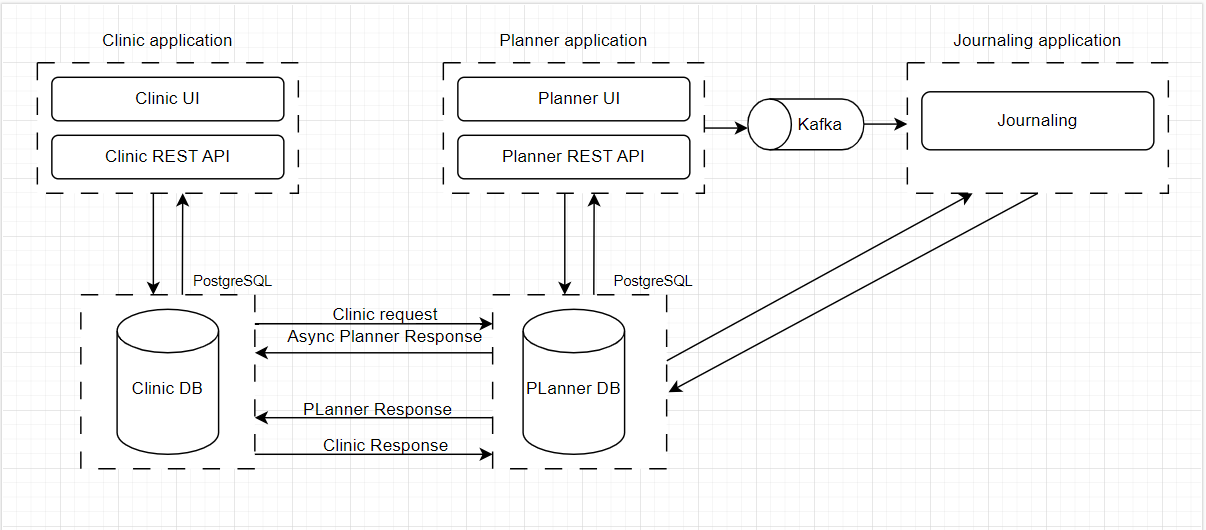 Clinic application
Planner application
Journaling application
Clinic UI
Planner UI
Kafka
Journaling
Clinic REST API
Planner REST API
PostgreSQL
PostgreSQL
Clinic request
Async Planner Response
Clinic DB
PLanner DB
PLanner Response
Clinic Response